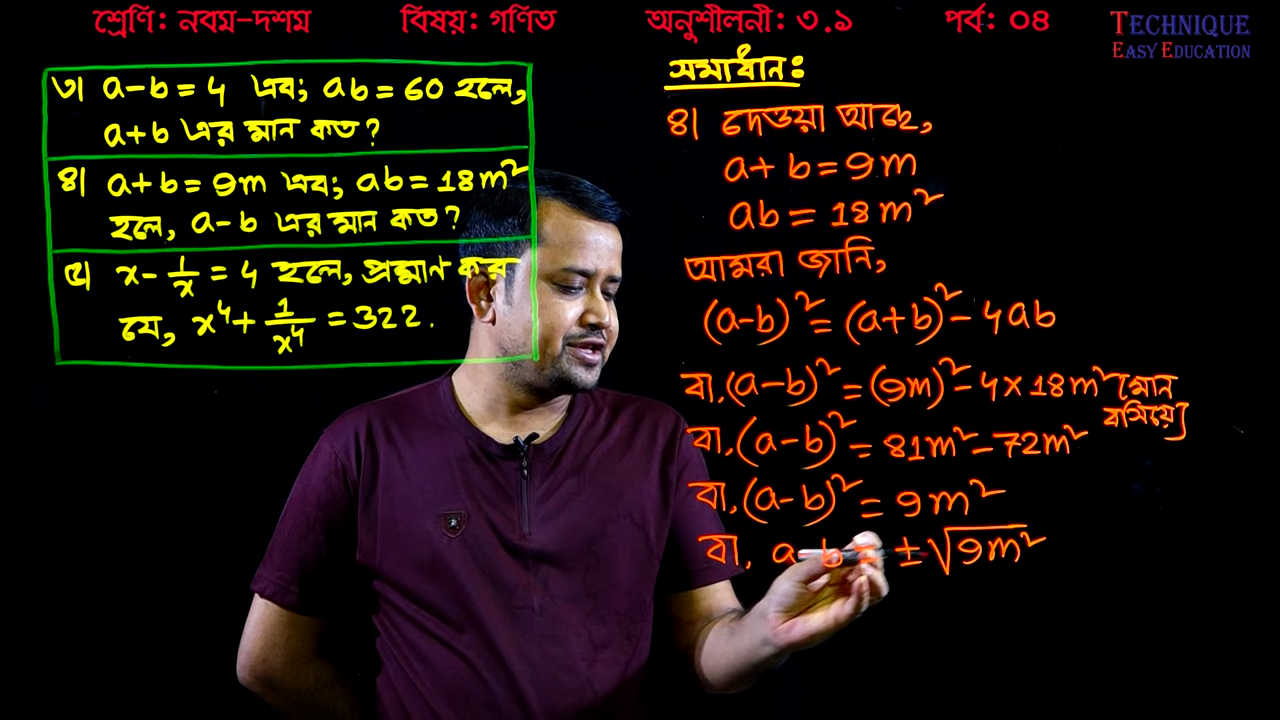 শ্রেণি: নবম-দশম বিষয়: গণিত অনুশীলনী: ৩.১ পর্ব: ০৪
TECHNIQUE
EASY EDUCATION
৩। a-b=4 এবং ab=60 হলে,
a+b এর মান কত?
৪। a+b=9m এবং ab=18m²
হলে, a-b এর মান কত?
৫। x-1/x=4 হলে, প্রমাণ কর
যে, x⁴+1/x⁴=322.
সমাধান:
৪। দেওয়া আছে,
a+b=9m
ab=18m²
আমরা জানি,
(a-b)²=(a+b)²-4ab
বা,(a-b)²=(9m)²-4×18m² [মান
বসিয়ে]
বা,(a-b)²=81m²-72m²
বা,(a-b)²=9m²
বা, a-b=±√9m²